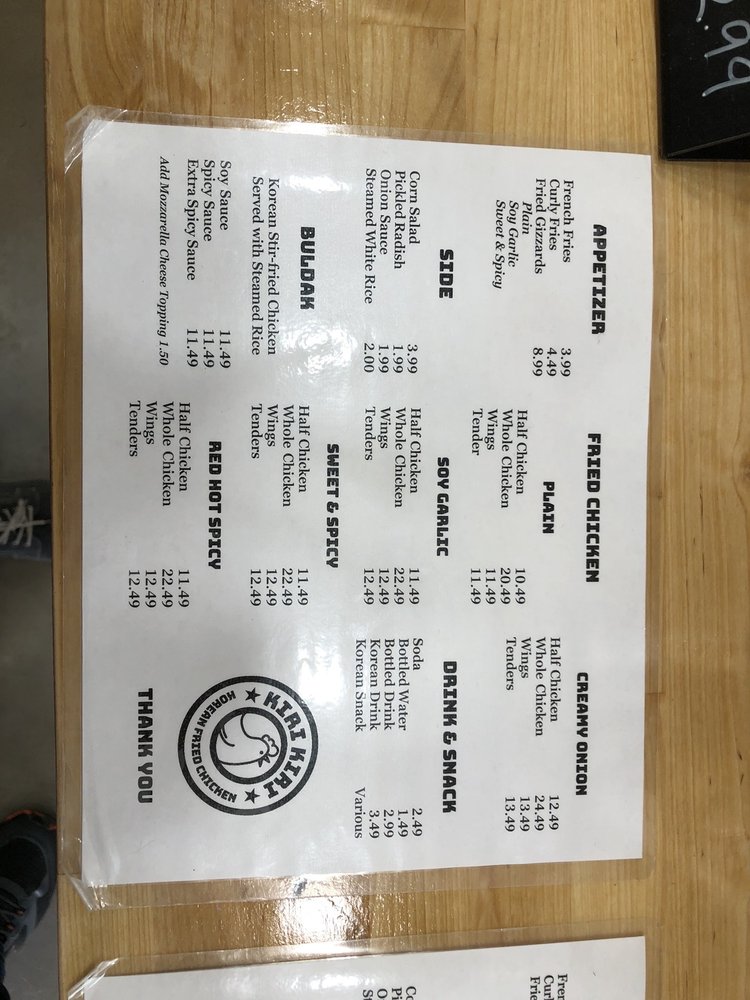 APPETIZER
French Fries 3.99
Curly Fries 4.49
Fried Gizzards 8.99
Plain
Soy Garlic
Sweet & Spicy
SIDE
Corn Salad 3.99
Pickled Radish 1.99
Onion Sauce 1.99
Steamed White Rice 2.00
BULDAK
Korean Stir-fried Chicken
Served with Steamed Rice
Soy Sauce 11.49
Spicy Sauce 11.49
Extra Spicy Sauce 11.49
Add Mozzarella Cheese Topping 1.50
FRIED CHICKEN
PLAIN
Half Chicken 10.49
Whole Chicken 20.49
Wings 11.49
Tender 11.49
SOY GARLIC
Half Chicken 11.49
Whole Chicken 22.49
Wings 12.49
Tenders 12.49
SWEET & SPICY
Half Chicken 11.49
Whole Chicken 22.49
Wings 12.49
Tenders 12.49
RED HOT SPICY
Half Chicken 11.49
Whole Chicken 22.49
Wings 12.49
Tenders 12.49
CREAMY ONION
Half Chicken 12.49
Whole Chicken 24.49
Wings 13.49
Tenders 13.49
DRINK & SNACK
Soda 2.49
Bottled Water 1.49
Bottled Drink 2.99
Korean Drink 3.49
Korean Snack Various
KIRI KIRI
KOREAN FRIED CHICKEN
THANK YOU
2.99